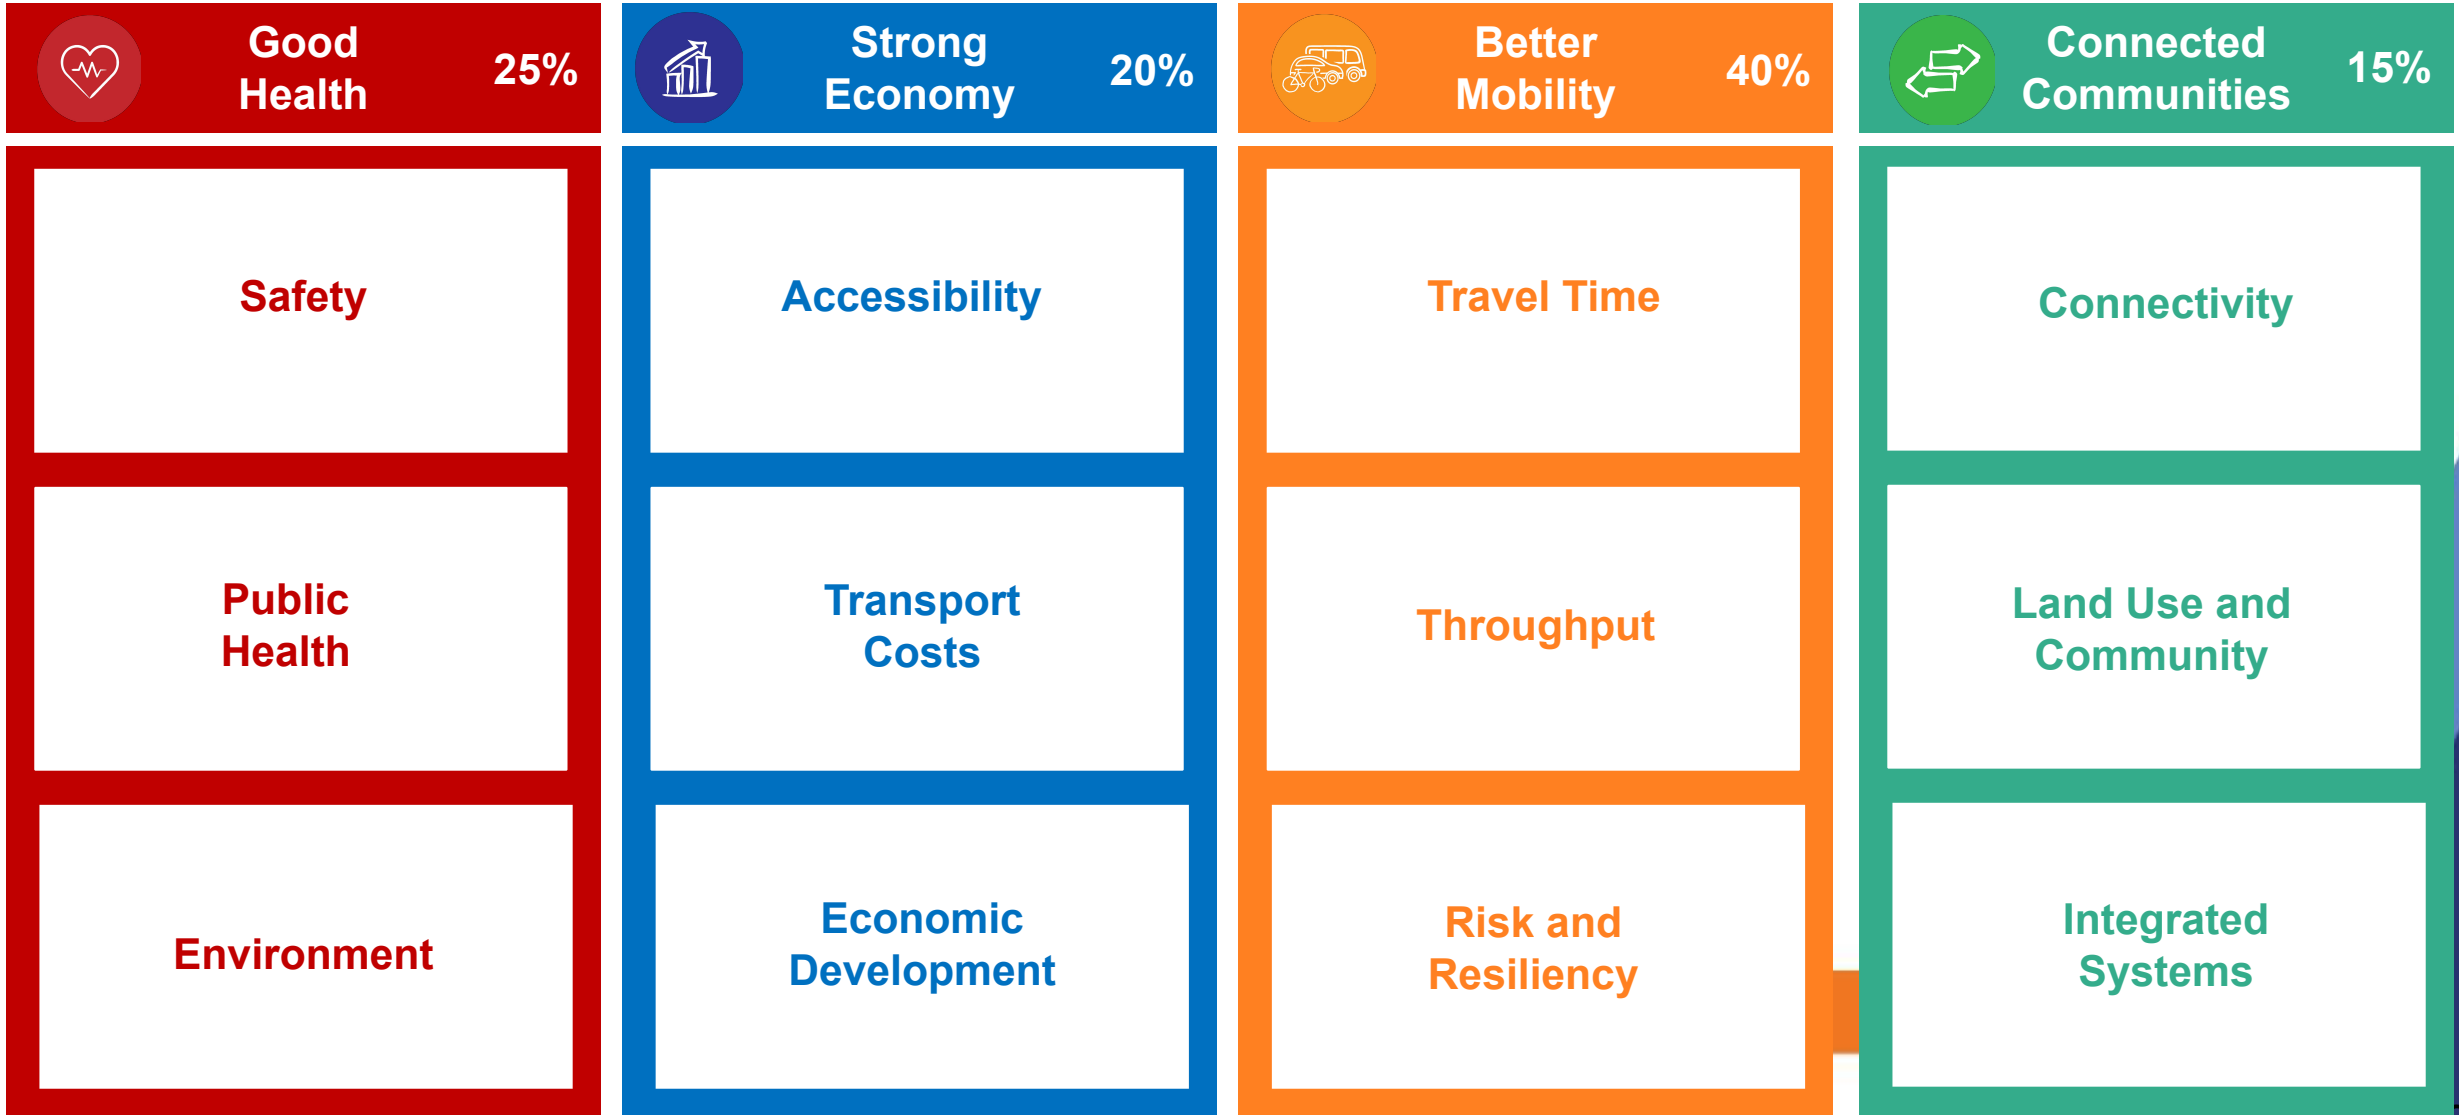 Good
Health
25%
Strong
Economy
20%
Better
Mobility
40%
Connected
Communities
15%
Safety
Public
Health
Environment
Accessibility
Transport
Costs
Economic
Development
Travel Time
Throughput
Risk and
Resiliency
Connectivity
Land Use and
Community
Integrated
Systems